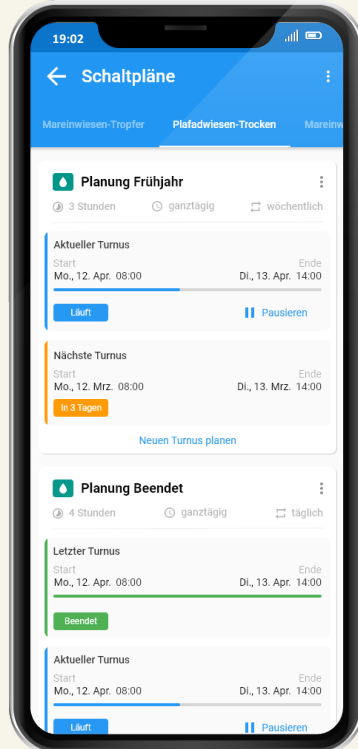 19:02
Schaltpläne
Mareinwiesen-Tropfer Plafadwiesen-Trocken Mareinw
Planung Frühjahr
3 Stunden ganztägig wöchentlich
Aktueller Turnus
Start Ende
Mo., 12. Apr. 08:00 Di., 13. Apr. 14:00
Läuft Pausieren
Nächste Turnus
Start Ende
Mo., 12. Mrz. 08:00 Di., 13. Mrz. 14:00
In 3 Tagen
Neuen Turnus planen
Planung Beendet
4 Stunden ganztägig täglich
Letzter Turnus
Start Ende
Mo., 12. Apr. 08:00 Di., 13. Apr. 14:00
Beendet
Aktueller Turnus
Start Ende
Mo., 12. Apr. 08:00 Di., 13. Apr. 14:00
Läuft Pausieren